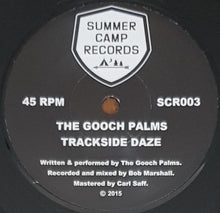 SUMMER
CAMP
RECORDS
45 RPM
SCR003
THE GOOCH PALMS
TRACKSIDE DAZE
Written & performed by The Gooch Palms.
Recorded and mixed by Bob Marshall.
Mastered by Carl Saff.
© 2015